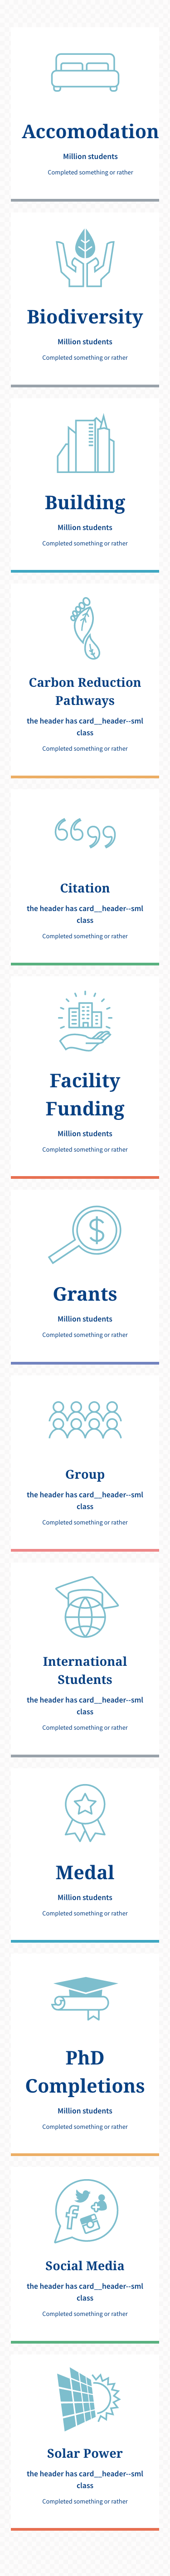 Accomodation
Million students
Completed something or rather
Biodiversity
Million students
Completed something or rather
Building
Million students
Completed something or rather
Carbon Reduction
Pathways
the header has card__header--sml
class
Completed something or rather
Citation
the header has card__header--sml
class
Completed something or rather
Facility
Funding
Million students
Completed something or rather
$
Grants
Million students
Completed something or rather
Group
the header has card__header--sml
class
Completed something or rather
International
Students
the header has card__header--sml
class
Completed something or rather
Medal
Million students
Completed something or rather
PhD
Completions
Million students
Completed something or rather
Social Media
the header has card__header--sml
class
Completed something or rather
Solar Power
the header has card__header--sml
class
Completed something or rather